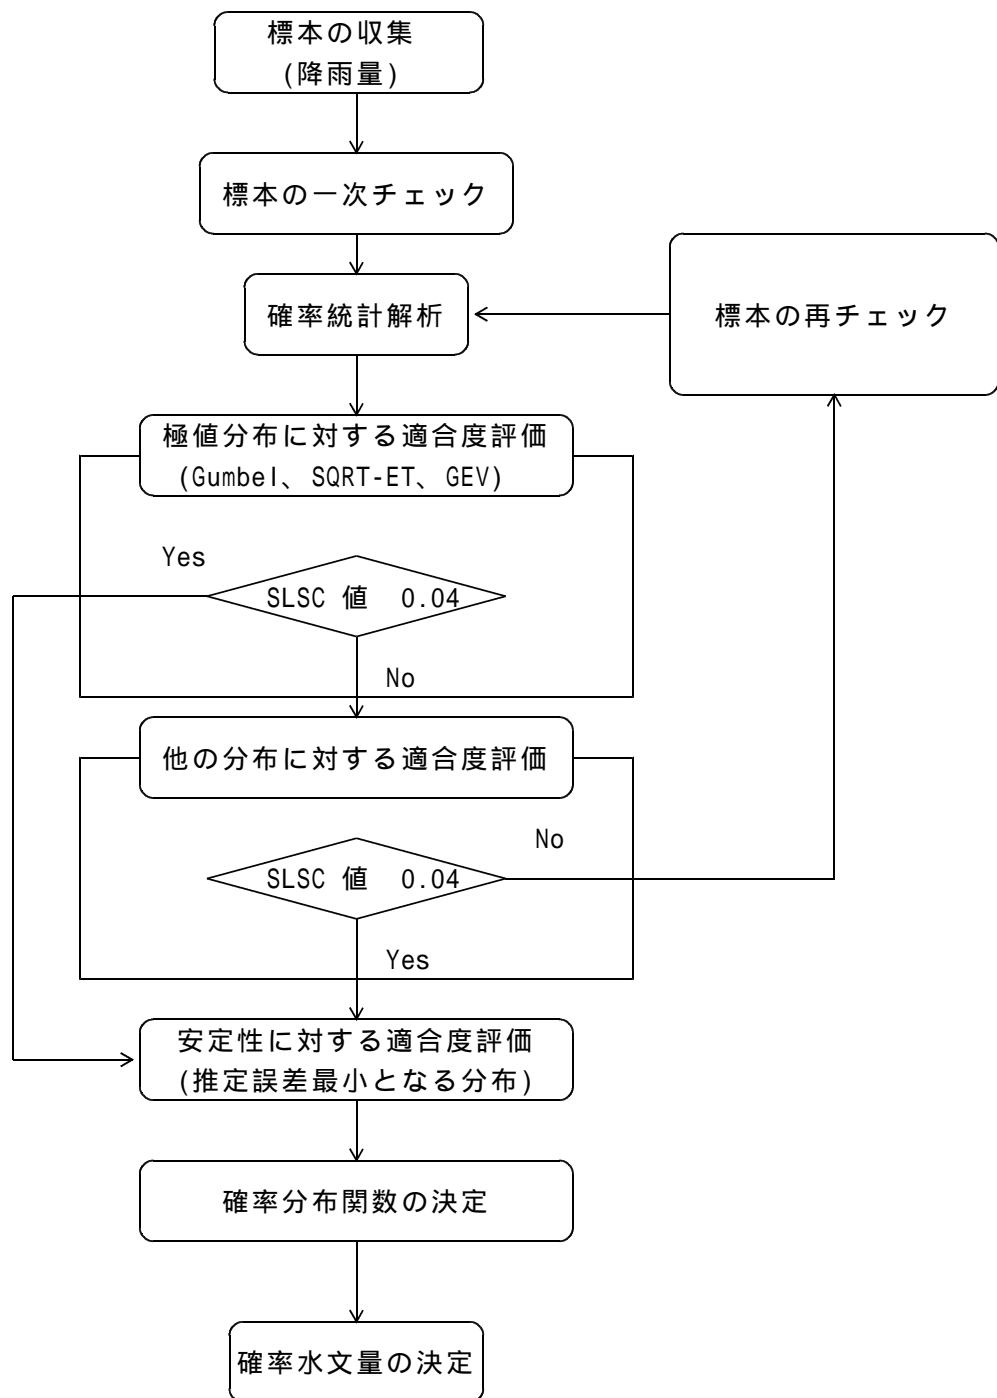 標本の収集
(降雨量)
標本の一次チェック
確率統計解析
標本の再チェック
極値分布に対する適合度評価
(Gumbel、SQRT-ET、GEV)
Yes
SLSC 値 0.04
No
他の分布に対する適合度評価
No
SLSC 値 0.04
Yes
安定性に対する適合度評価
(推定誤差最小となる分布)
確率分布関数の決定
確率水文量の決定